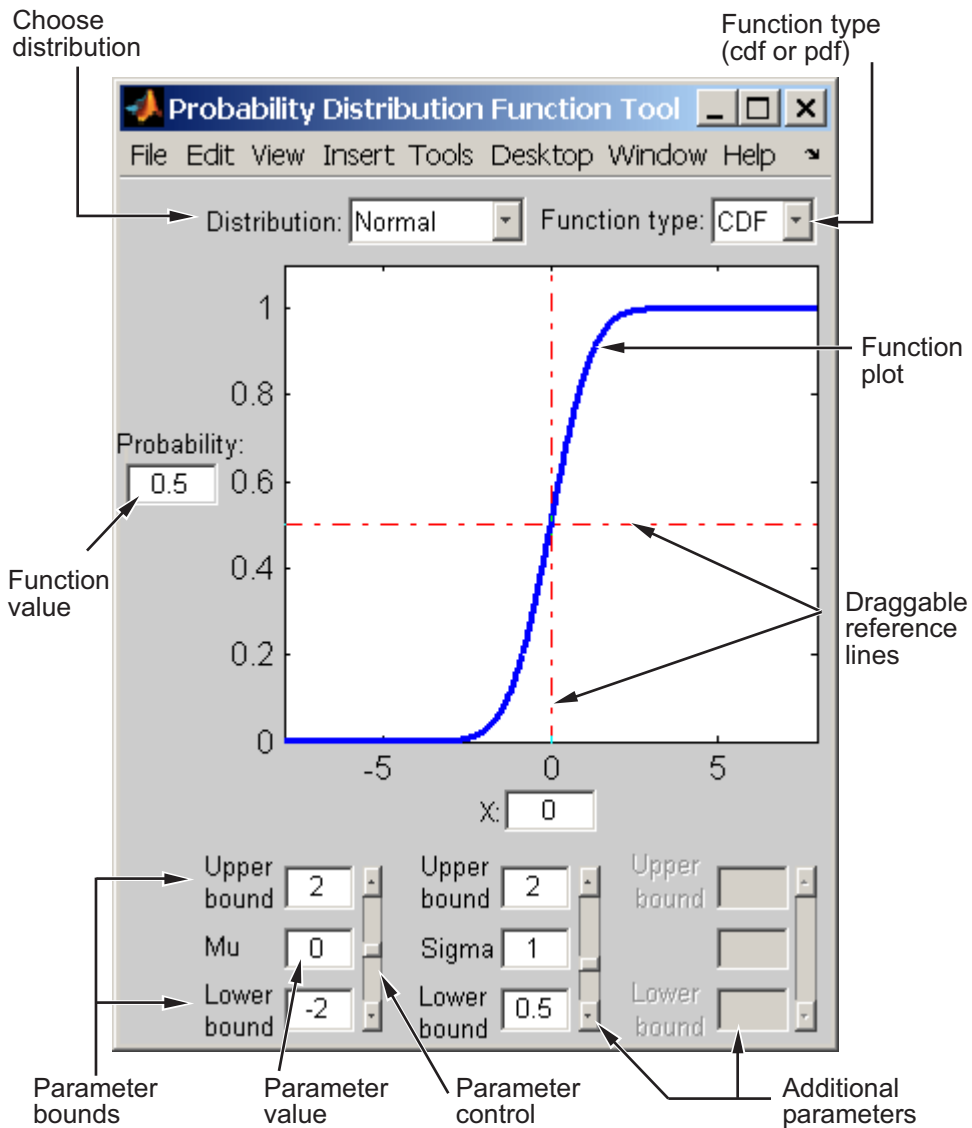 Choose
distribution
Function type
(cdf or pdf)
Probability Distribution Function Tool
File Edit View Insert Tools Desktop Window Help
Distribution: Normal Function type: CDF
1
0.8
0.6
0.4
0.2
0
Probability:
0.5
Function
value
Function
plot
Draggable
reference
lines
-5 0 5
X: 0
Upper
bound
2
Mu 0
Lower
bound
-2
Upper
bound
2
Sigma 1
Lower
bound
0.5
Upper
bound
Lower
bound
Parameter
bounds
Parameter
value
Parameter
control
Additional
parameters